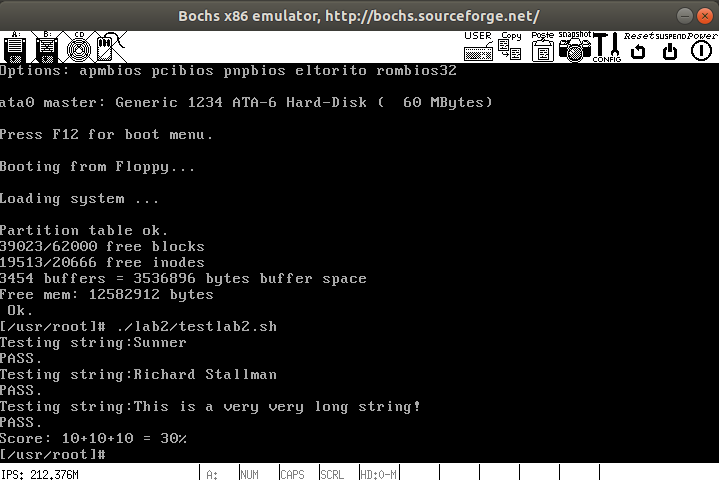 Bochs x86 emulator, http://bochs.sourceforge.net/
A: B: CD USER Copy Paste snapshot CONFIG Reset SUSPEND Power
Options: apmbios pcibios pnpbios eltorito rombios32
ata0 master: Generic 1234 ATA-6 Hard-Disk (  60 MBytes)
Press F12 for boot menu.
Booting from Floppy...
Loading system ...
Partition table ok.
39023/62000 free blocks
19513/20666 free inodes
3454 buffers = 3536896 bytes buffer space
Free mem: 12582912 bytes
 Ok.
[/usr/root]# ./lab2/testlab2.sh
Testing string:Sunner
PASS.
Testing string:Richard Stallman
PASS.
Testing string:This is a very very long string!
PASS.
Score: 10+10+10 = 30%
[/usr/root]#
IPS: 212.376M A: NUM CAPS SCRL HD:0-M